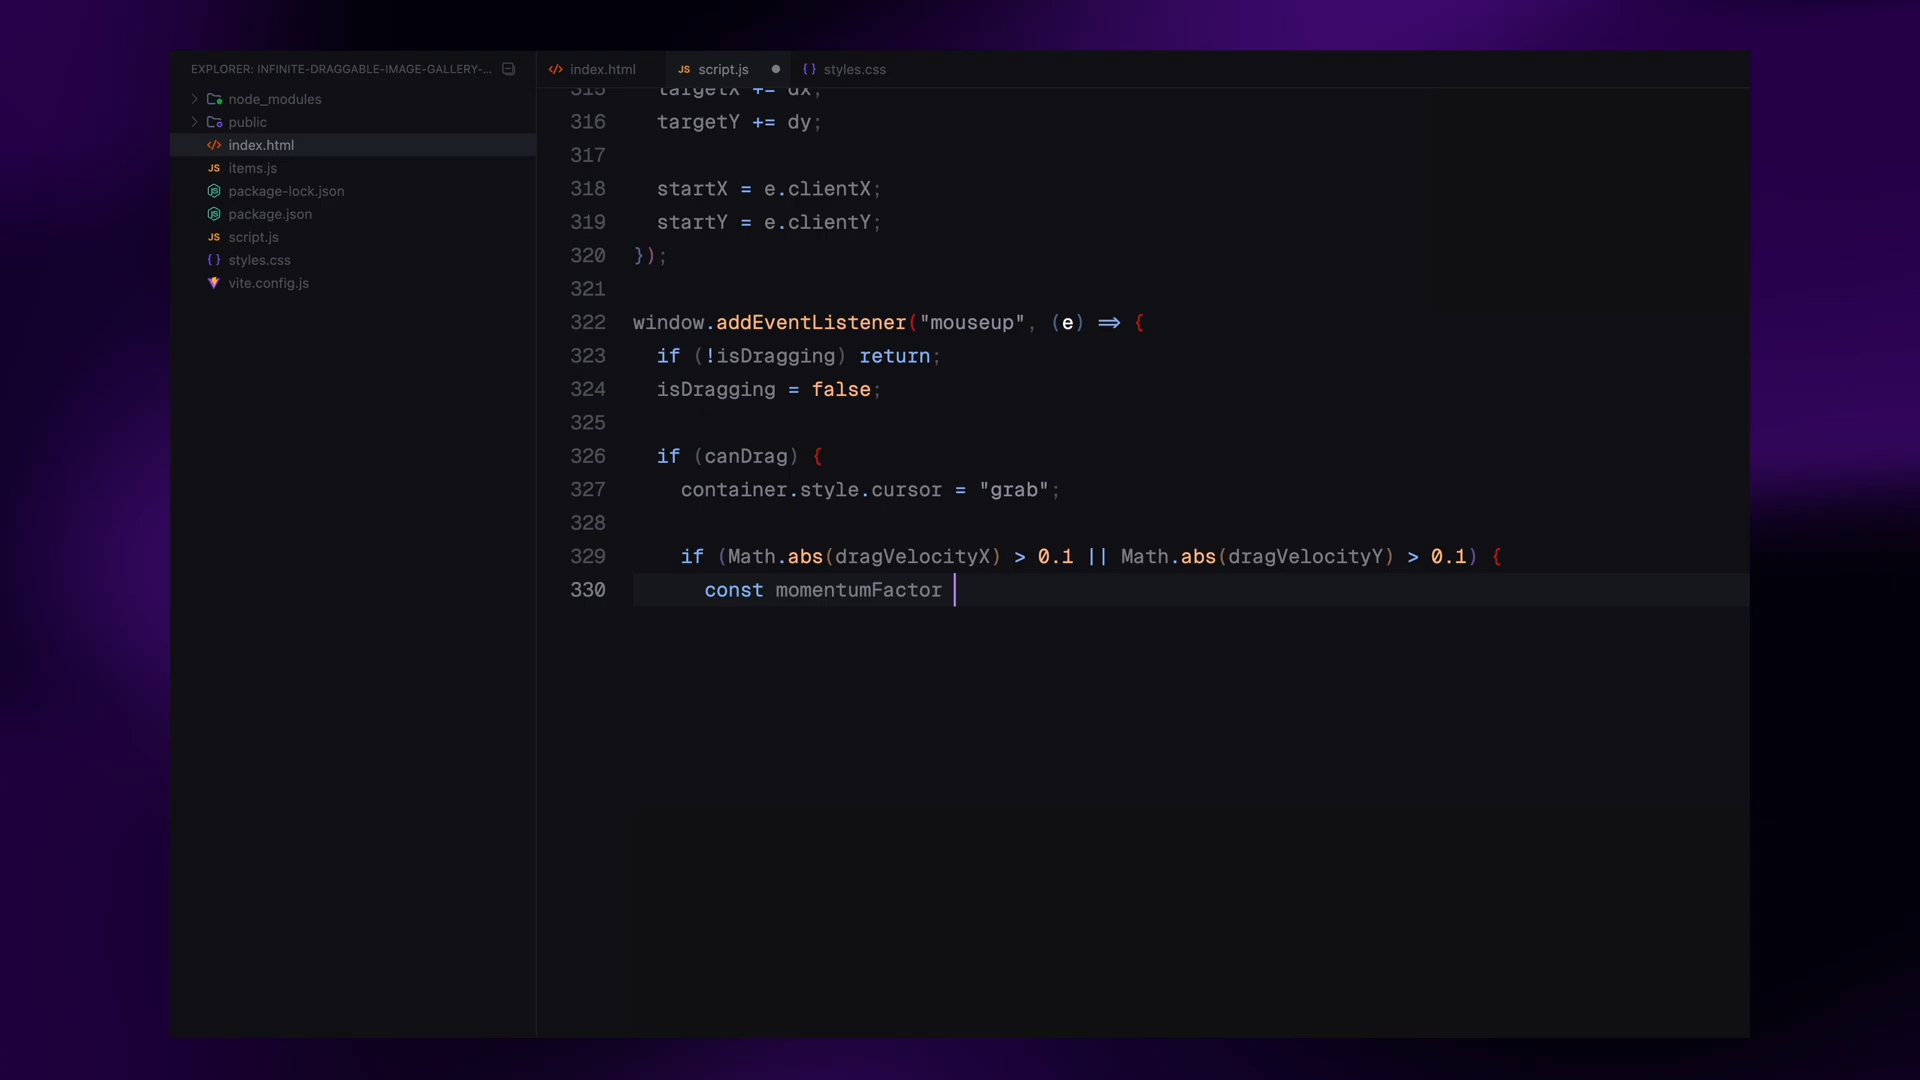 EXPLORER: INFINITE-DRAGGABLE-IMAGE-GALLERY-...
node_modules
public
index.html
items.js
package-lock.json
package.json
script.js
styles.css
vite.config.js
index.html
script.js
styles.css
315 targetX += dx;
316 targetY += dy;
317
318 startX = e.clientX;
319 startY = e.clientY;
320 });
321
322 window.addEventListener("mouseup", (e) => {
323 if (!isDragging) return;
324 isDragging = false;
325
326 if (canDrag) {
327 container.style.cursor = "grab";
328
329 if (Math.abs(dragVelocityX) > 0.1 || Math.abs(dragVelocityY) > 0.1) {
330 const momentumFactor